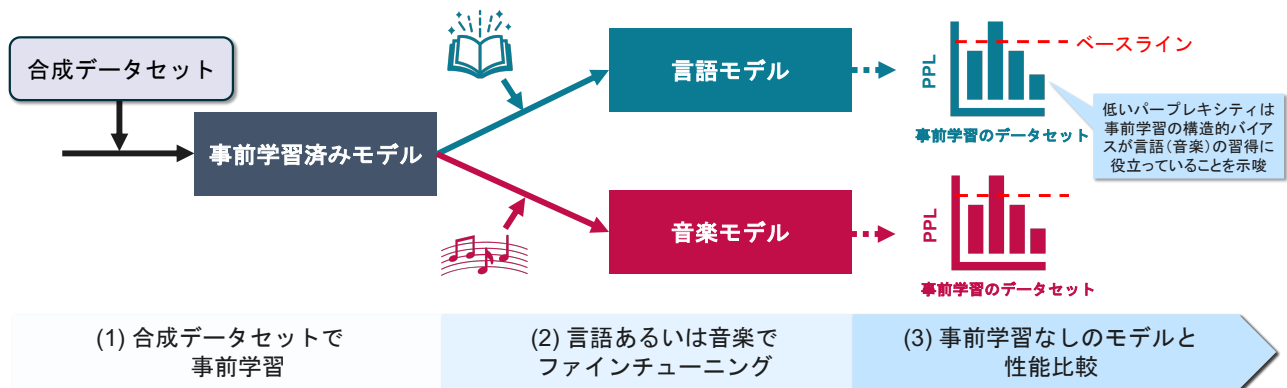 合成データセット
事前学習済みモデル
言語モデル
音楽モデル
PPL
ベースライン
事前学習のデータセット
低いパープレキシティは
事前学習の構造的バイア
スが言語(音楽)の習得に
役立っていることを示唆
PPL
事前学習のデータセット
(1) 合成データセットで
事前学習
(2) 言語あるいは音楽で
ファインチューニング
(3) 事前学習なしのモデルと
性能比較